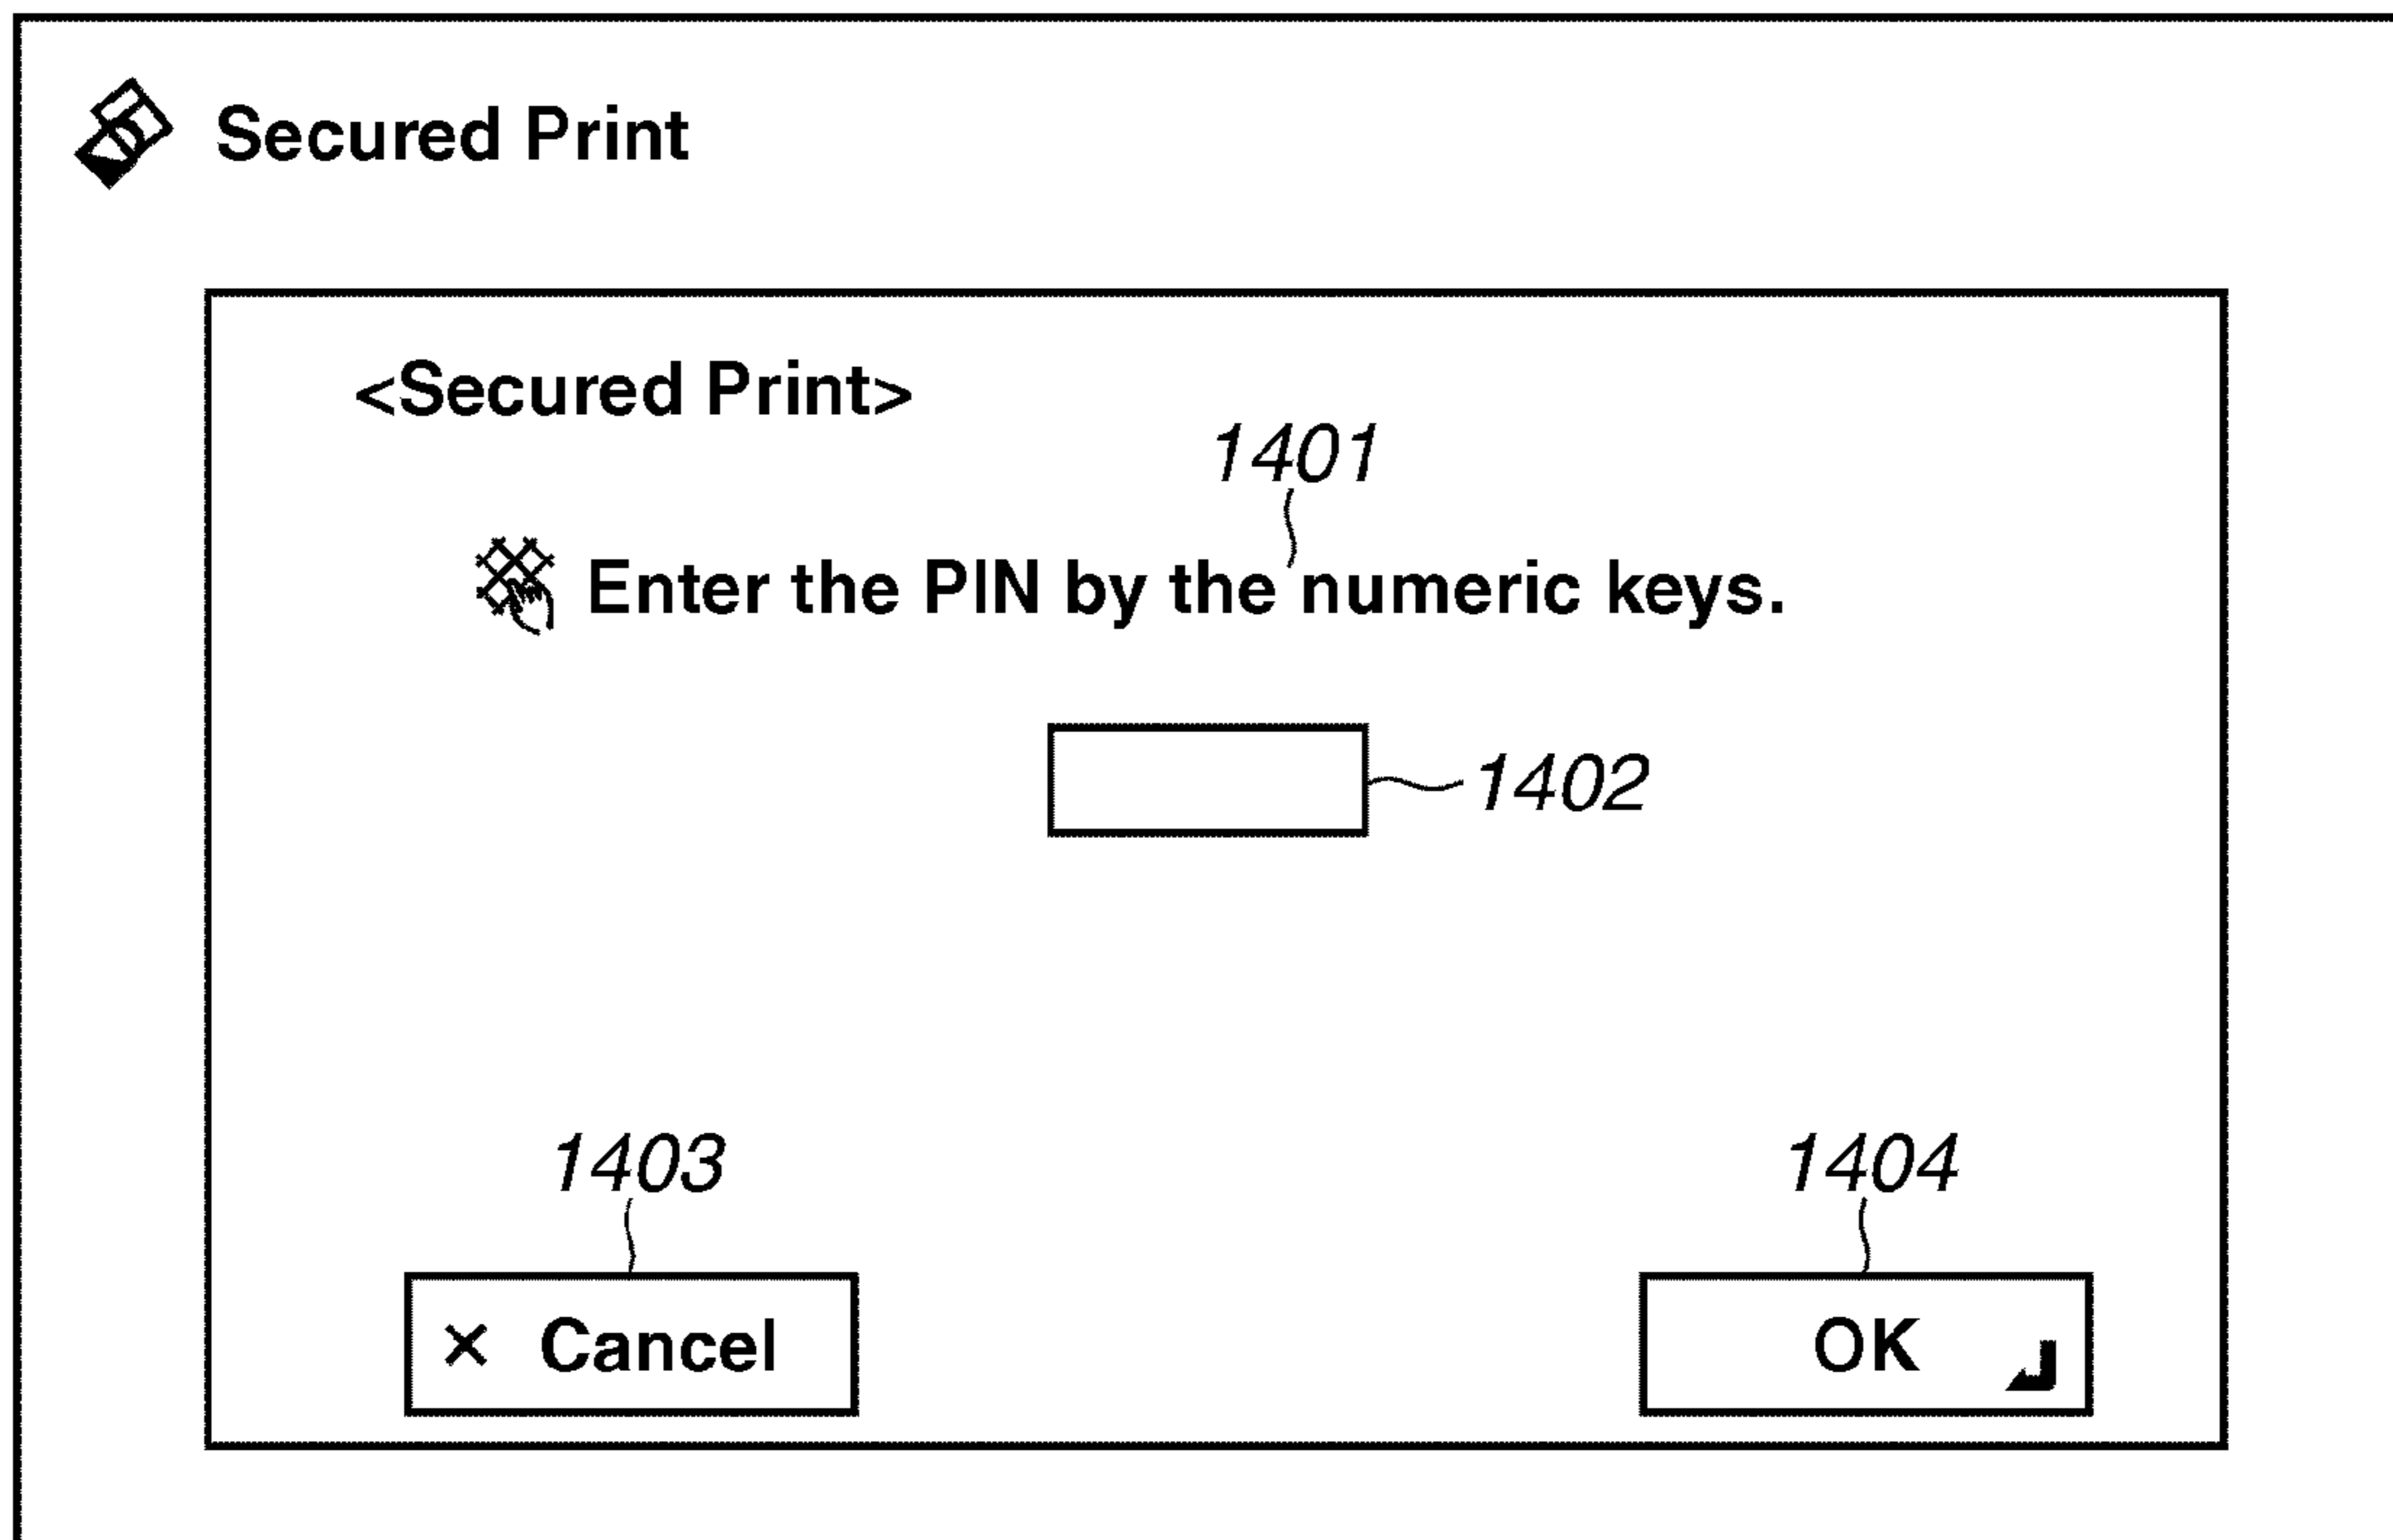 Secured Print
<Secured Print>
1401
Enter the PIN by the numeric keys.
1402
1403
1404
× Cancel
OK